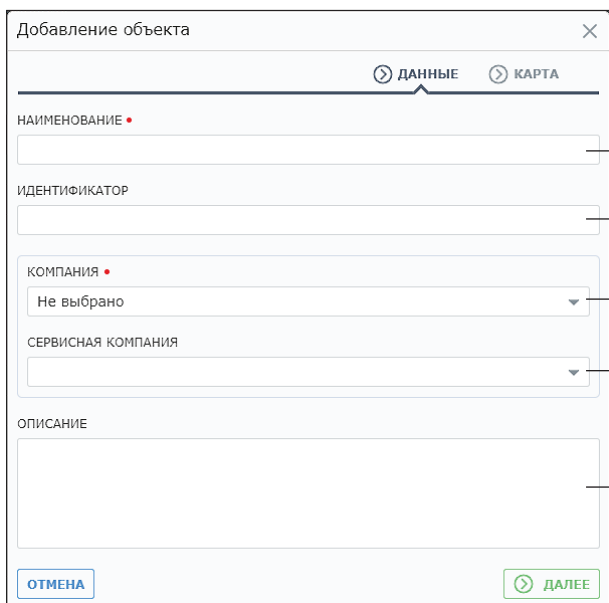 Добавление объекта
ДАННЫЕ КАРТА
НАИМЕНОВАНИЕ •
ИДЕНТИФИКАТОР
КОМПАНИЯ •
Не выбрано
СЕРВИСНАЯ КОМПАНИЯ
ОПИСАНИЕ
ОТМЕНА ДАЛЕЕ